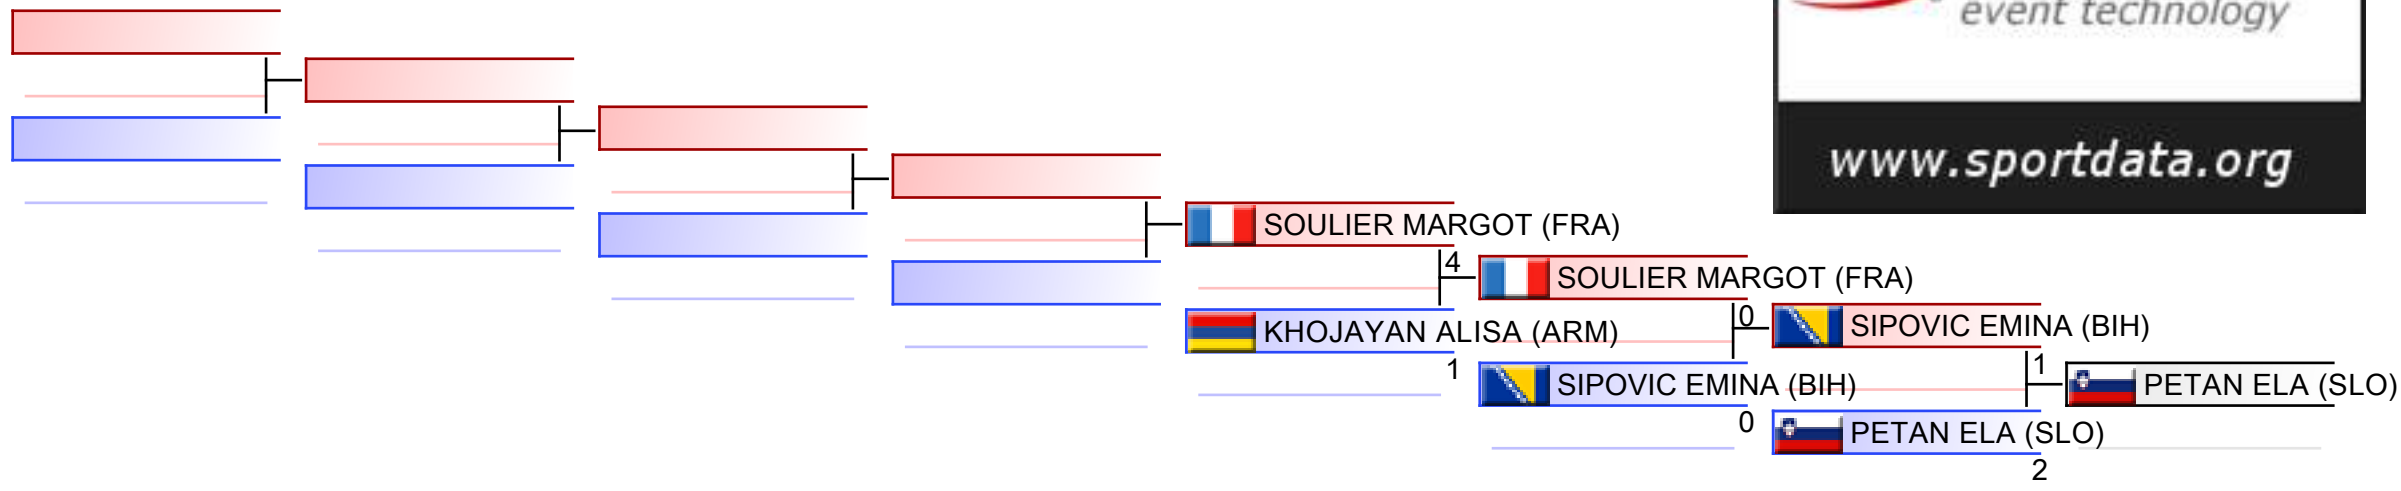 event technology
www.sportdata.org
SOULIER MARGOT (FRA)
4
SOULIER MARGOT (FRA)
KHOJAYAN ALISA (ARM)
1
0
SIPOVIC EMINA (BIH)
SIPOVIC EMINA (BIH)
0
1
PETAN ELA (SLO)
PETAN ELA (SLO)
2